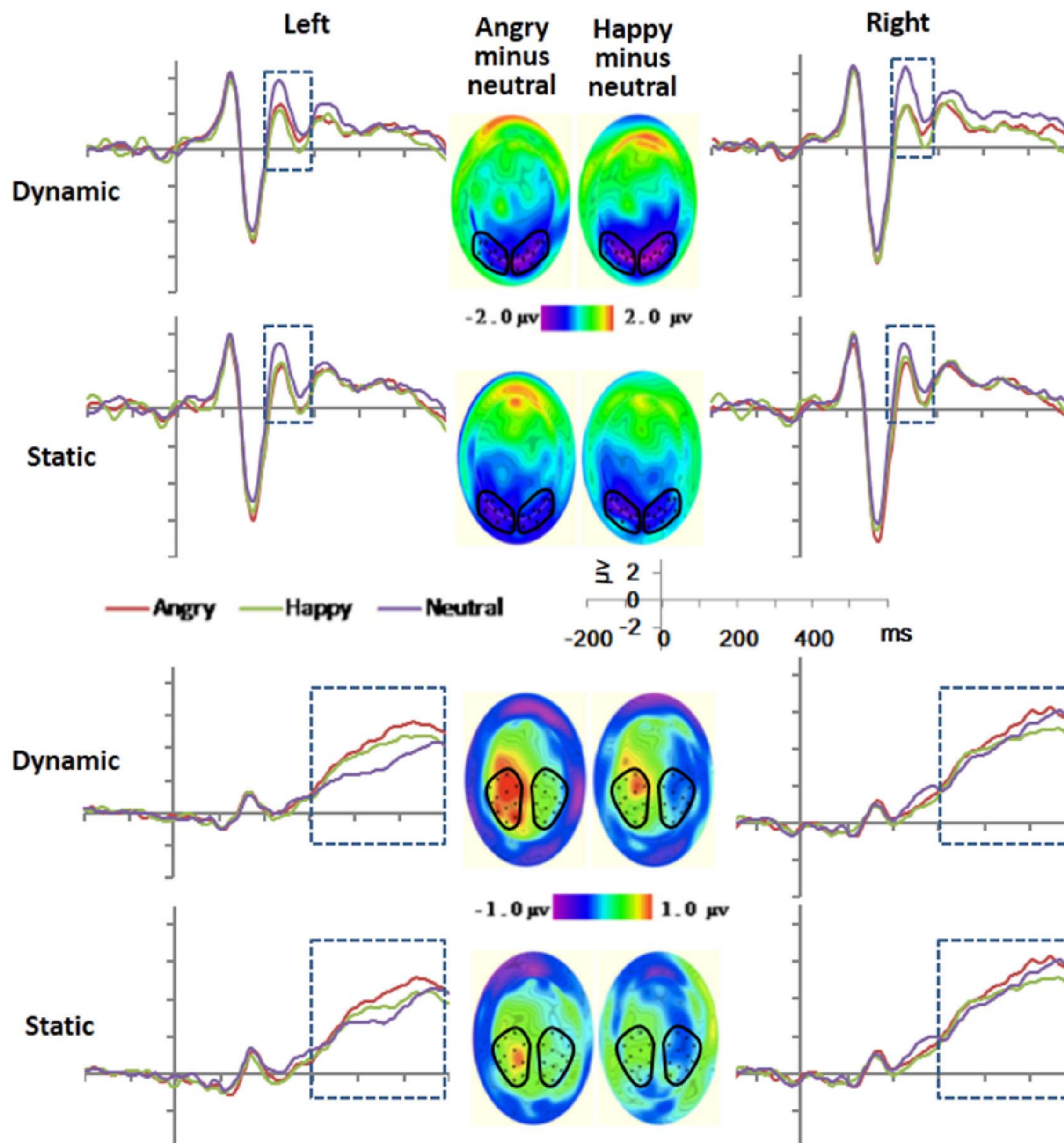 Left
Angry
minus
neutral
Happy
minus
neutral
Right
Dynamic
-2.0 μv
2.0 μv
Static
Angry
Happy
Neutral
μv
2
0
-2
-200
0
200
400
ms
Dynamic
-1.0 μv
1.0 μv
Static